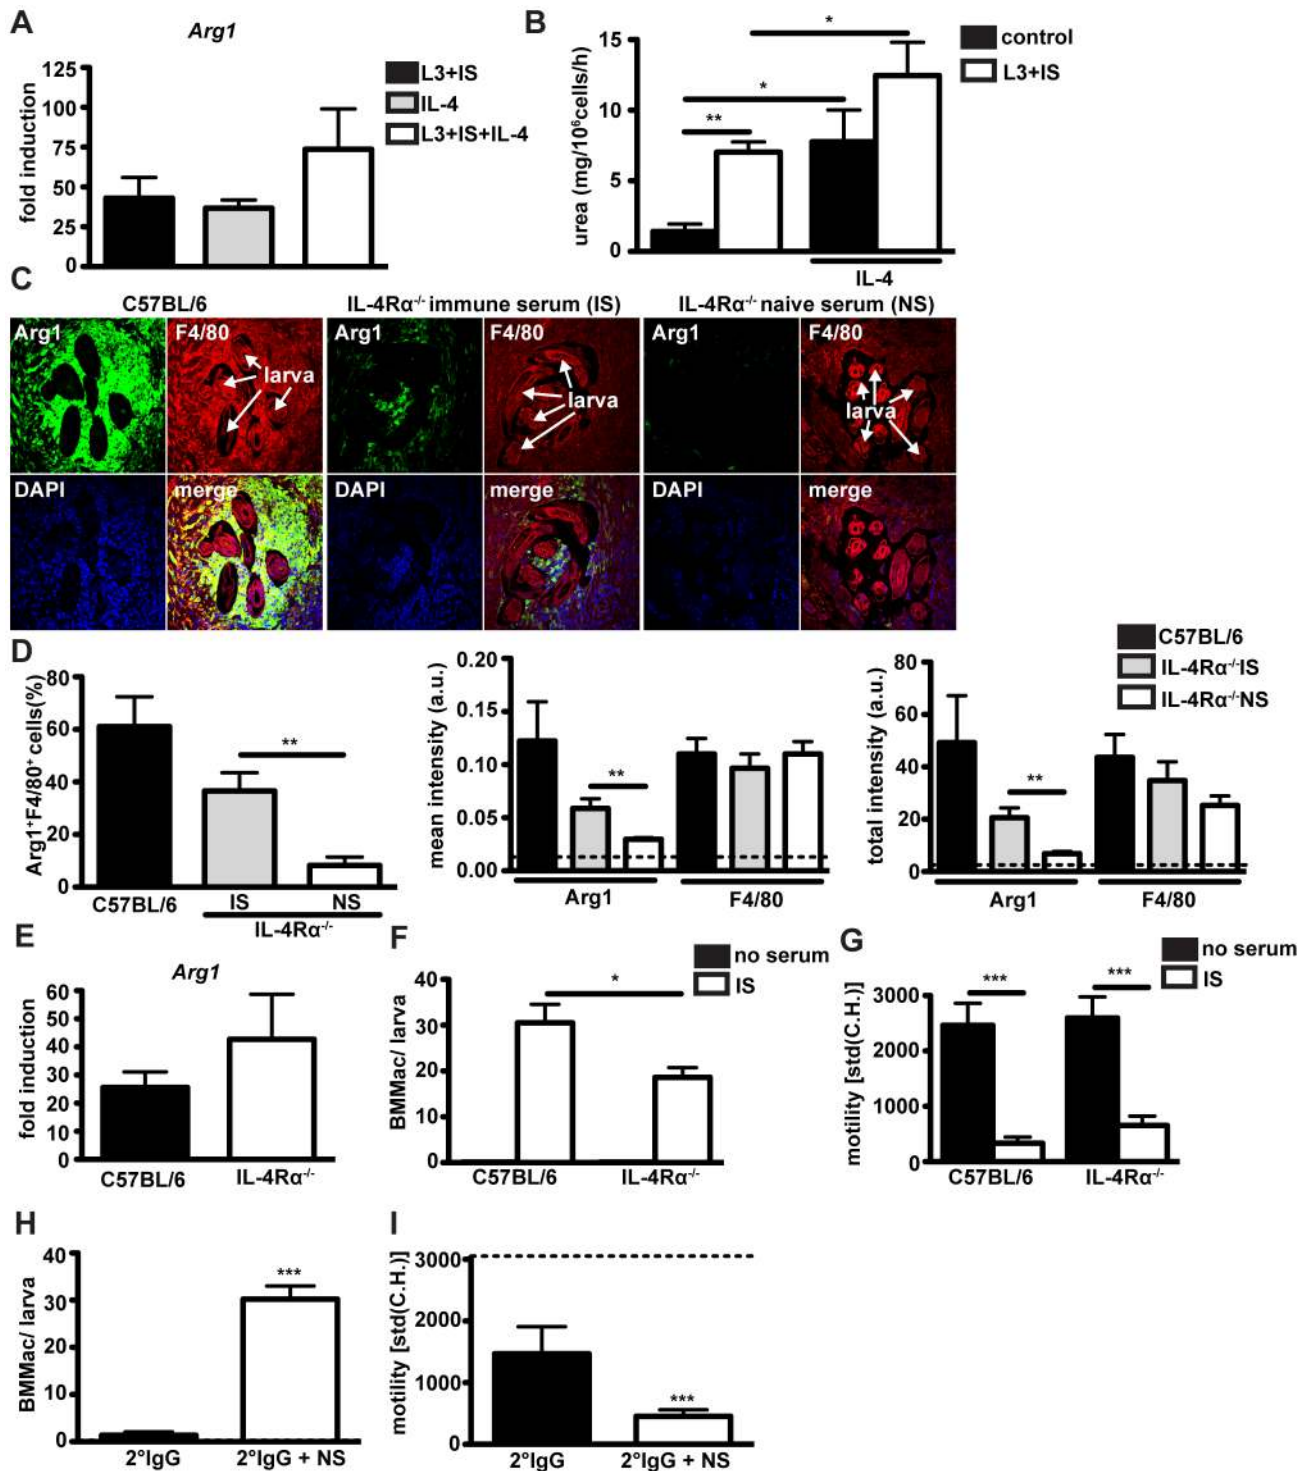 A
Arg1
fold induction
125
100
75
50
25
0
L3+IS
IL-4
L3+IS+IL-4
B
urea (mg/10⁶cells/h)
15
10
5
0
**
*
*
control
L3+IS
IL-4
C
C57BL/6
IL-4Rα⁻/⁻ immune serum (IS)
IL-4Rα⁻/⁻ naive serum (NS)
Arg1
F4/80
larva
DAPI
merge
Arg1
F4/80
larva
DAPI
merge
Arg1
F4/80
larva
DAPI
merge
D
Arg1⁺F4/80⁺ cells(%)
80
60
40
20
0
**
C57BL/6
IS
NS
IL-4Rα⁻/⁻
mean intensity (a.u.)
0.20
0.15
0.10
0.05
0.00
**
Arg1
F4/80
total intensity (a.u.)
80
60
40
20
0
**
Arg1
F4/80
C57BL/6
IL-4Rα⁻/⁻IS
IL-4Rα⁻/⁻NS
E
Arg1
fold induction
60
50
40
30
20
10
0
C57BL/6
IL-4Rα⁻/⁻
F
BMMac/ larva
40
30
20
10
0
*
no serum
IS
C57BL/6
IL-4Rα⁻/⁻
G
motility [std(C.H.)]
3000
2000
1000
0
***
***
no serum
IS
C57BL/6
IL-4Rα⁻/⁻
H
BMMac/ larva
40
30
20
10
0
***
2°IgG
2°IgG + NS
I
motility [std(C.H.)]
3000
2000
1000
0
***
2°IgG
2°IgG + NS